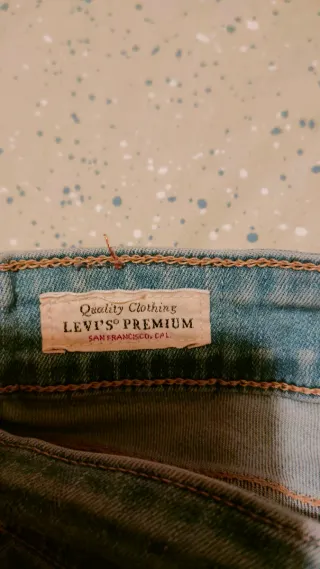 Quality Clothing
LEVI'S® PREMIUM
SAN FRANCISCO, CAL